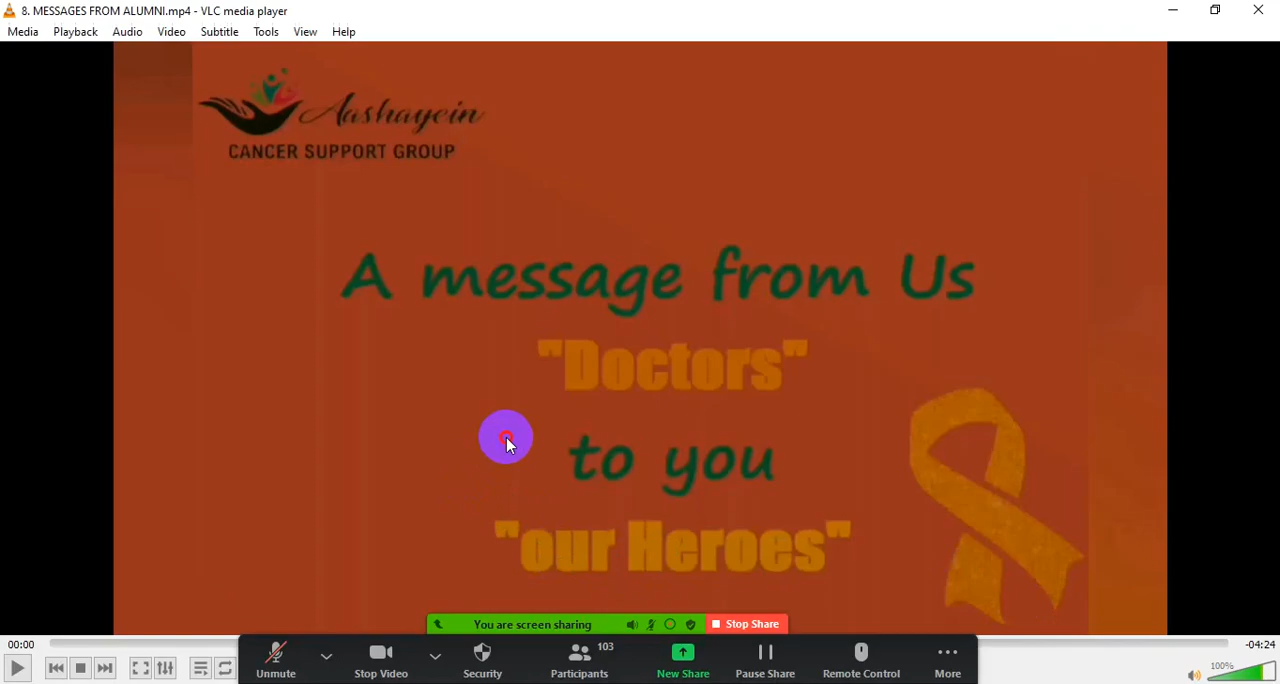 8. MESSAGES FROM ALUMNI.mp4 - VLC media player
Media Playback Audio Video Subtitle Tools View Help
Aashayein
CANCER SUPPORT GROUP
A message from Us
"Doctors"
to you
"our Heroes"
You are screen sharing Stop Share
00:00 -04:24
103
100%
Unmute Stop Video Security Participants New Share Pause Share Remote Control More